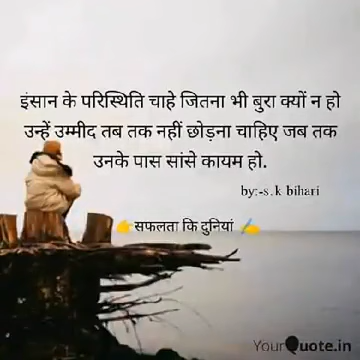 इंसान के परिस्थिति चाहे जितना भी बुरा क्यों न हो
उन्हें उम्मीद तब तक नहीं छोड़ना चाहिए जब तक
उनके पास सांसे कायम हो.
by:-s.k bihari
👉सफलता कि दुनियां ✍️
YourQuote.in